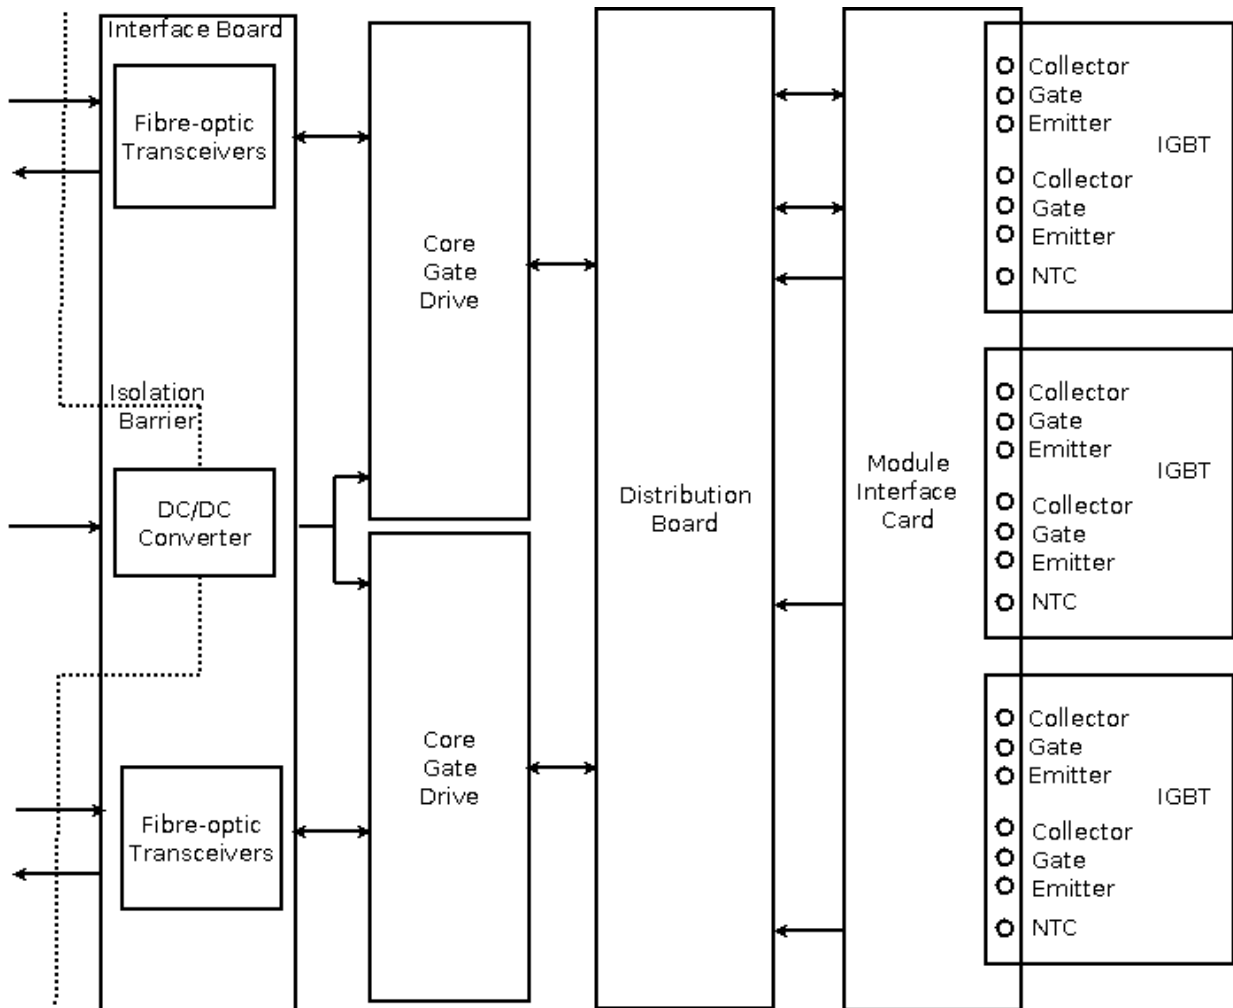 Interface Board
Fibre-optic
Transceivers
Isolation
Barrier
DC/DC
Converter
Fibre-optic
Transceivers
Core
Gate
Drive
Core
Gate
Drive
Distribution
Board
Module
Interface
Card
Collector
Gate
Emitter
IGBT
Collector
Gate
Emitter
NTC
Collector
Gate
Emitter
IGBT
Collector
Gate
Emitter
NTC
Collector
Gate
Emitter
IGBT
Collector
Gate
Emitter
NTC